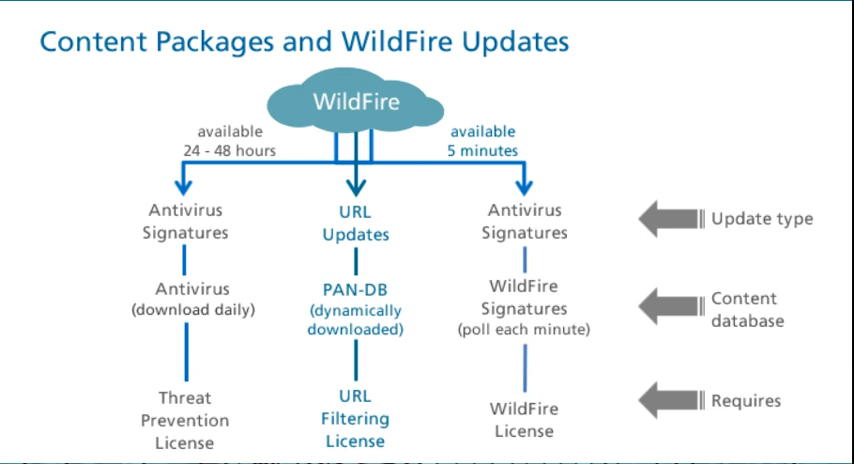 Content Packages and WildFire Updates
WildFire
available
24 - 48 hours
available
5 minutes
Antivirus
Signatures
URL
Updates
Antivirus
Signatures
Update type
Antivirus
(download daily)
PAN-DB
(dynamically
downloaded)
WildFire
Signatures
(poll each minute)
Content
database
Threat
Prevention
License
URL
Filtering
License
WildFire
License
Requires